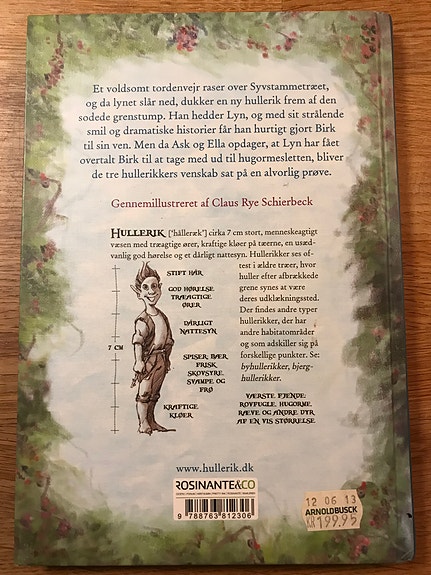 Et voldsomt tordenvejr raser over Syvstammetræet,
og da lynet slår ned, dukker en ny hullerik frem af den
sodede grenstump. Han hedder Lyn, og med sit strålende
smil og dramatiske historier får han hurtigt gjort Birk
til sin ven. Men da Ask og Ella opdager, at Lyn har fået
overtalt Birk til at tage med ud til hugormesletten, bliver
de tre hullerikkers venskab sat på en alvorlig prøve.
Gennemillustreret af Claus Rye Schierbeck
HULLERIK ['hålleræk] cirka 7 cm stort, menneskeagtigt
væsen med træagtige ører, kraftige kløer på tæerne, en usæd-
vanlig god hørelse og et dårligt nattesyn. Hullerikker ses of-
test i ældre træer, hvor
huller efter afbrækkede
grene synes at være
deres udklækningssted.
Der findes andre typer
hullerikker, der har
andre habitatområder
og som adskiller sig på
forskellige punkter. Se:
byhullerikker, bjerg-
hullerikker.
STIFT HÅR
GOD HØRELSE
TRÆAGTIGE
ØRER
DÅRLIGT
NATTESYN
7 CM
SPISER BÆR
FRISK
SKOVSYRE,
SVAMPE OG
FRØ
KRAFTIGE
KLØER
VÆRSTE FJENDE:
ROVFUGLE, HUGORME,
RÆVE OG ANDRE DYR
AF EN VIS STØRRELSE
www.hullerik.dk
ROSINANTE&CO
9 788763 812306
12 06 13
ARNOLDBUSCK
KR 199.95